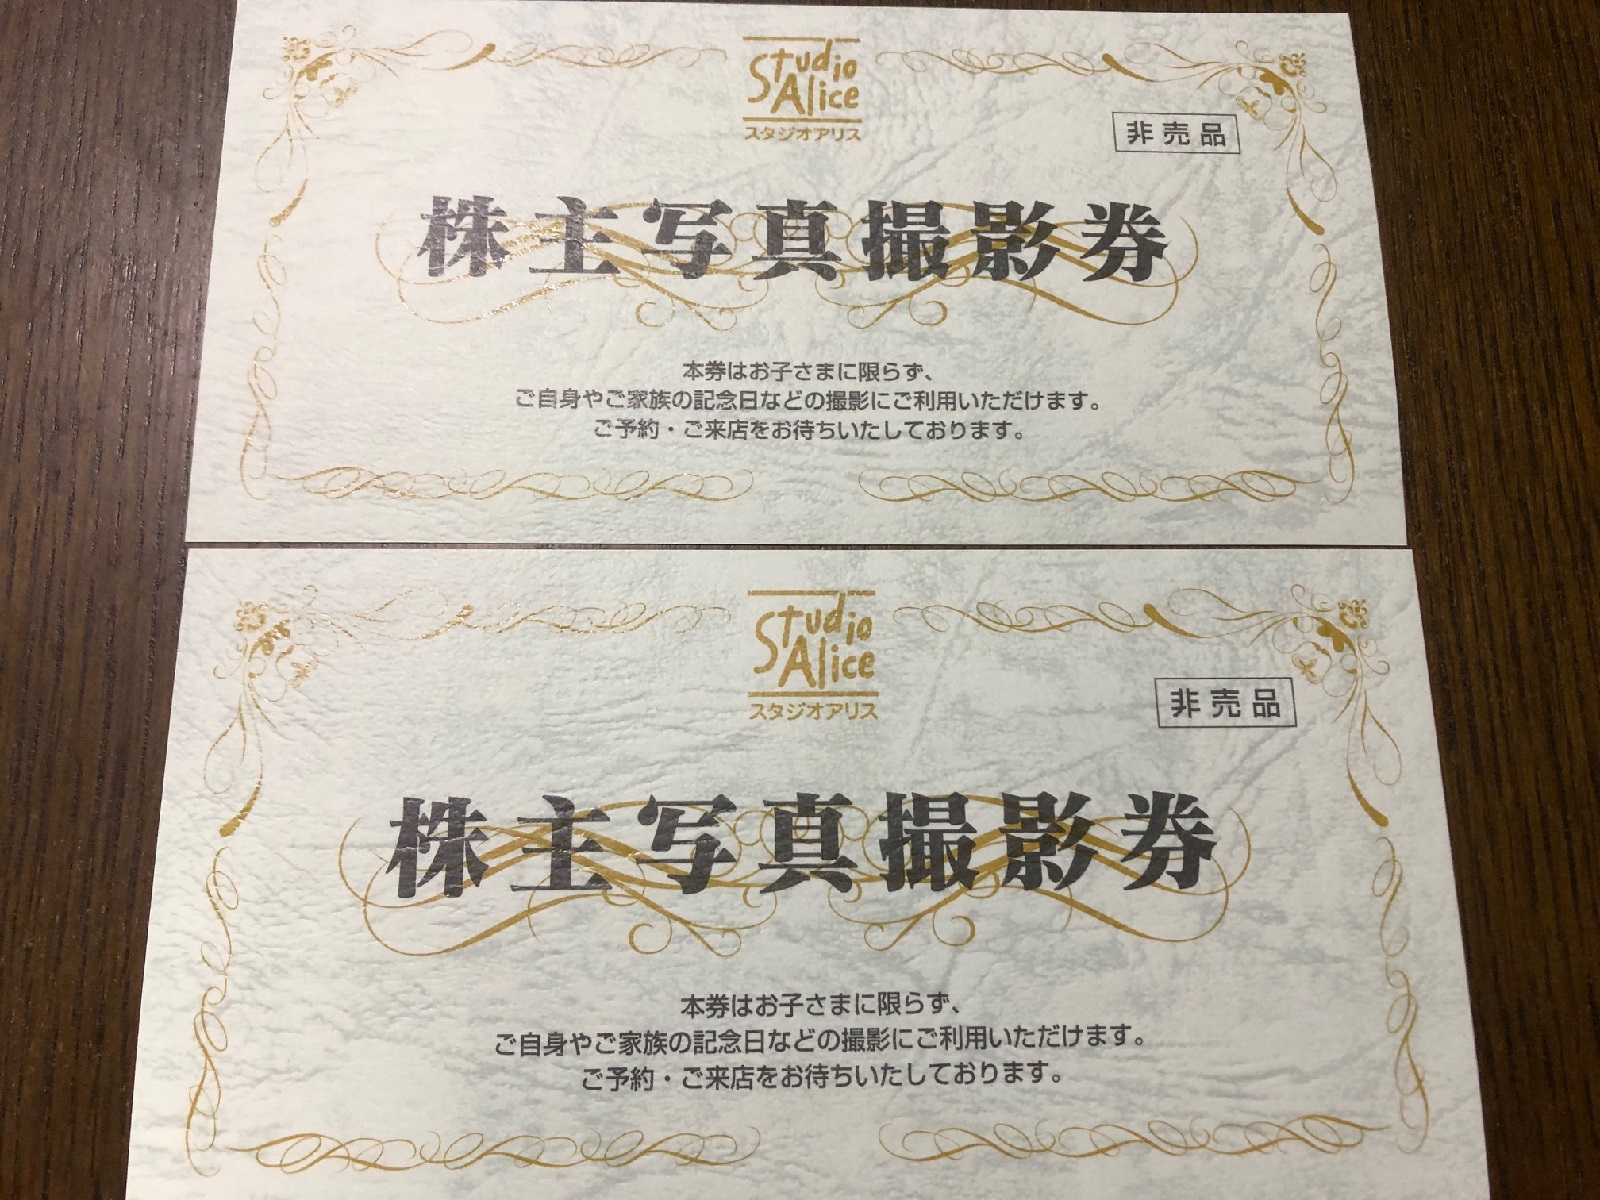 Studio
Alice
スタジオアリス
非売品
株主写真撮影券
本券はお子さまに限らず、
ご自身やご家族の記念日などの撮影にご利用いただけます。
ご予約・ご来店をお待ちいたしております。
Studio
Alice
スタジオアリス
非売品
株主写真撮影券
本券はお子さまに限らず、
ご自身やご家族の記念日などの撮影にご利用いただけます。
ご予約・ご来店をお待ちいたしております。